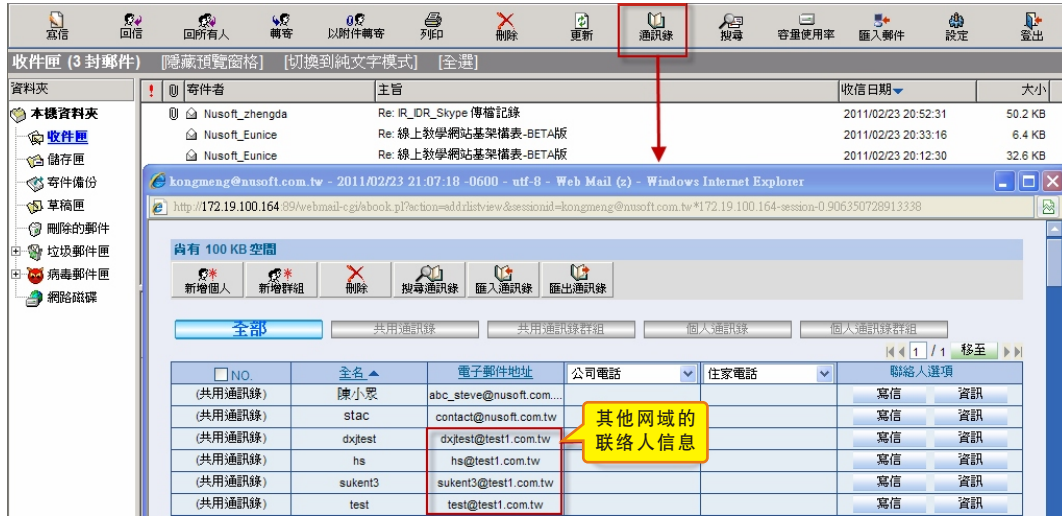 寫信 回信 回所有人 轉寄 以附件轉寄 列印 刪除 更新 通訊錄 搜尋 容量使用率 匯入郵件 設定 登出
收件匣 (3 封郵件) [隱藏預覽窗格] [切換到純文字模式] [全選]
資料夾
本機資料夾
收件匣
儲存匣
寄件備份
草稿匣
刪除的郵件
垃圾郵件匣
病毒郵件匣
網路磁碟
寄件者 主旨 收信日期 大小
Nusoft_zhengda Re: IR_IDR_Skype 傳檔記錄 2011/02/23 20:52:31 50.2 KB
Nusoft_Eunice Re: 線上教學網站基架構表-BETA版 2011/02/23 20:33:16 6.4 KB
Nusoft_Eunice Re: 線上教學網站基架構表-BETA版 2011/02/23 20:12:30 32.6 KB
kongmeng@nusoft.com.tw - 2011/02/23 21:07:18 -0600 - utf-8 - Web Mail (z) - Windows Internet Explorer
http://172.19.100.164:89/webmail-cgi/abook.pl?action=addrlistview&sessionid=kongmeng@nusoft.com.tw*172.19.100.164-session-0.906350728913338
尚有 100 KB 空間
新增個人 新增群組 刪除 搜尋通訊錄 匯入通訊錄 匯出通訊錄
全部 共用通訊錄 共用通訊錄群組 個人通訊錄 個人通訊錄群組
1 / 1 移至
NO. 全名 電子郵件地址 公司電話 住家電話 聯絡人選項
(共用通訊錄) 陳小眾 abc_steve@nusoft.com.... 寫信 資訊
(共用通訊錄) stac contact@nusoft.com.tw 寫信 資訊
(共用通訊錄) dxjtest dxjtest@test1.com.tw 寫信 資訊
(共用通訊錄) hs hs@test1.com.tw 寫信 資訊
(共用通訊錄) sukent3 sukent3@test1.com.tw 寫信 資訊
(共用通訊錄) test test@test1.com.tw 寫信 資訊
其他网域的
联络人信息